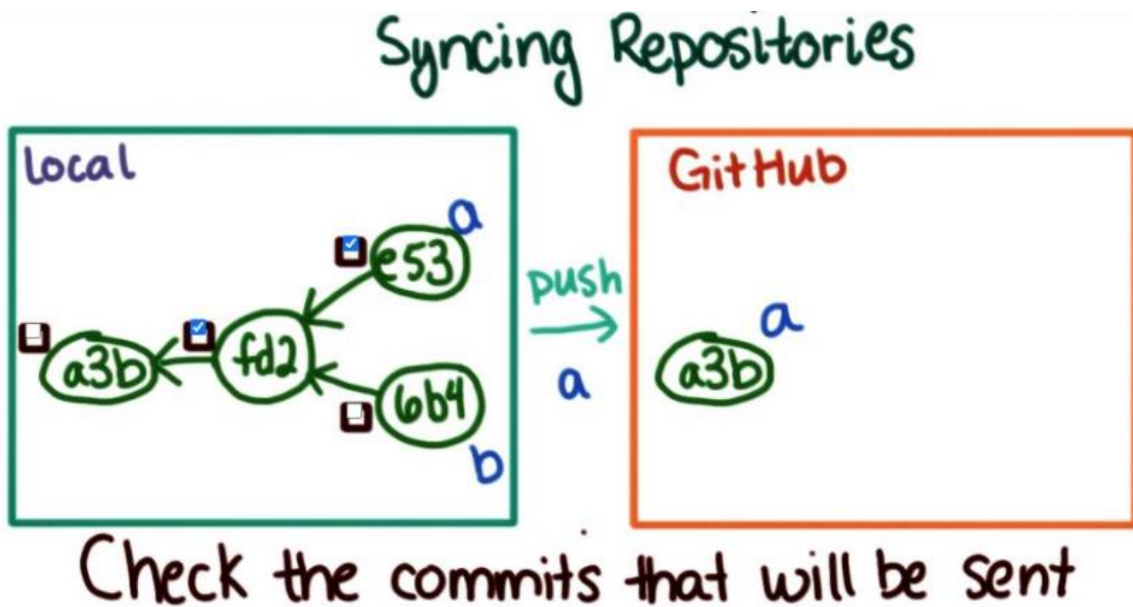 Syncing Repositories
local
a
e53
a3b
fd2
6b4
b
push
a
GitHub
a
a3b
Check the commits that will be sent